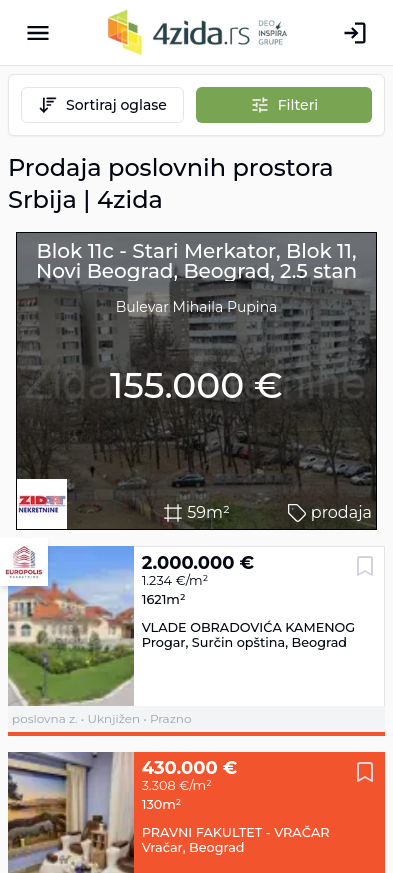 4zida.rs
DEO
INSPIRA
GRUPE
Sortiraj oglase
Filteri
Prodaja poslovnih prostora
Srbija | 4zida
Blok 11c - Stari Merkator, Blok 11,
Novi Beograd, Beograd, 2.5 stan
Bulevar Mihaila Pupina
155.000 €
NEKRETNINE
59m²
prodaja
EUROPOLIS
2.000.000 €
1.234 €/m²
1621m²
VLADE OBRADOVIĆA KAMENOG
Progar, Surčin opština, Beograd
poslovna z. • Uknjižen • Prazno
430.000 €
3.308 €/m²
130m²
PRAVNI FAKULTET - VRAČAR
Vračar, Beograd